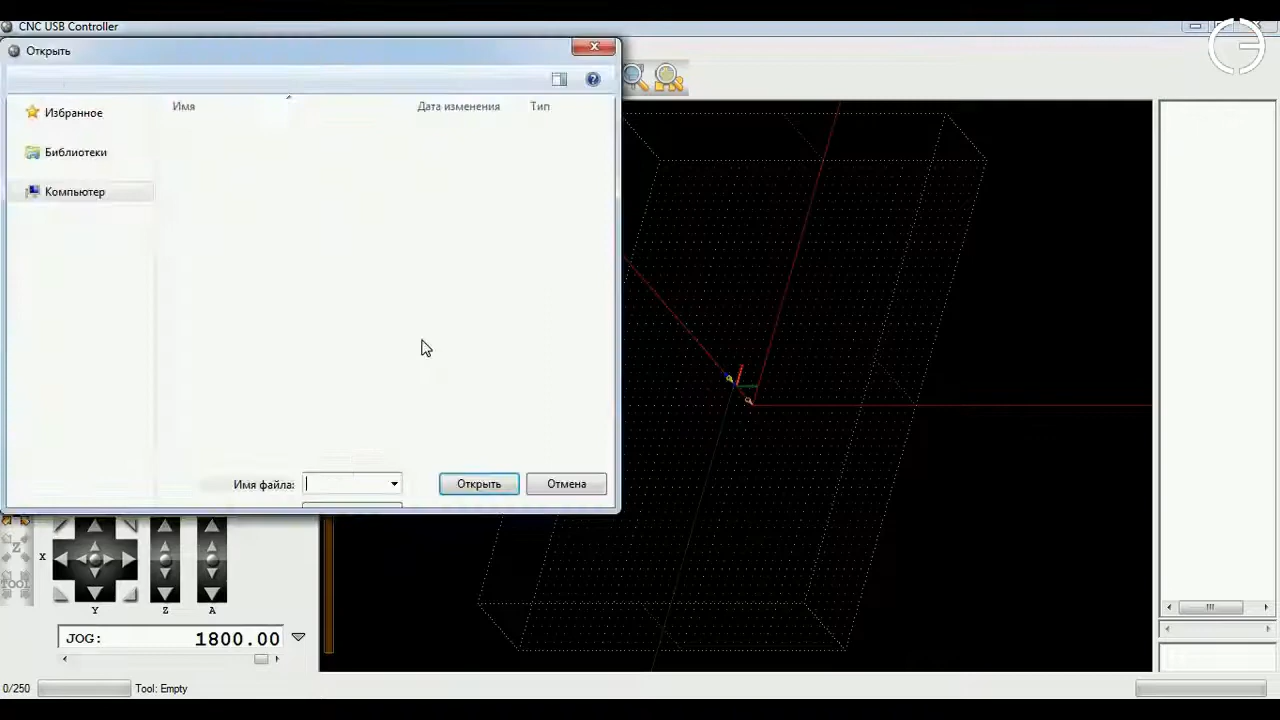 CNC USB Controller
Открыть
Имя
Дата изменения
Тип
Избранное
Библиотеки
Компьютер
Имя файла:
Открыть
Отмена
Z
TOOL
X
Y
Z
A
JOG: 1800.00
0/250
Tool: Empty